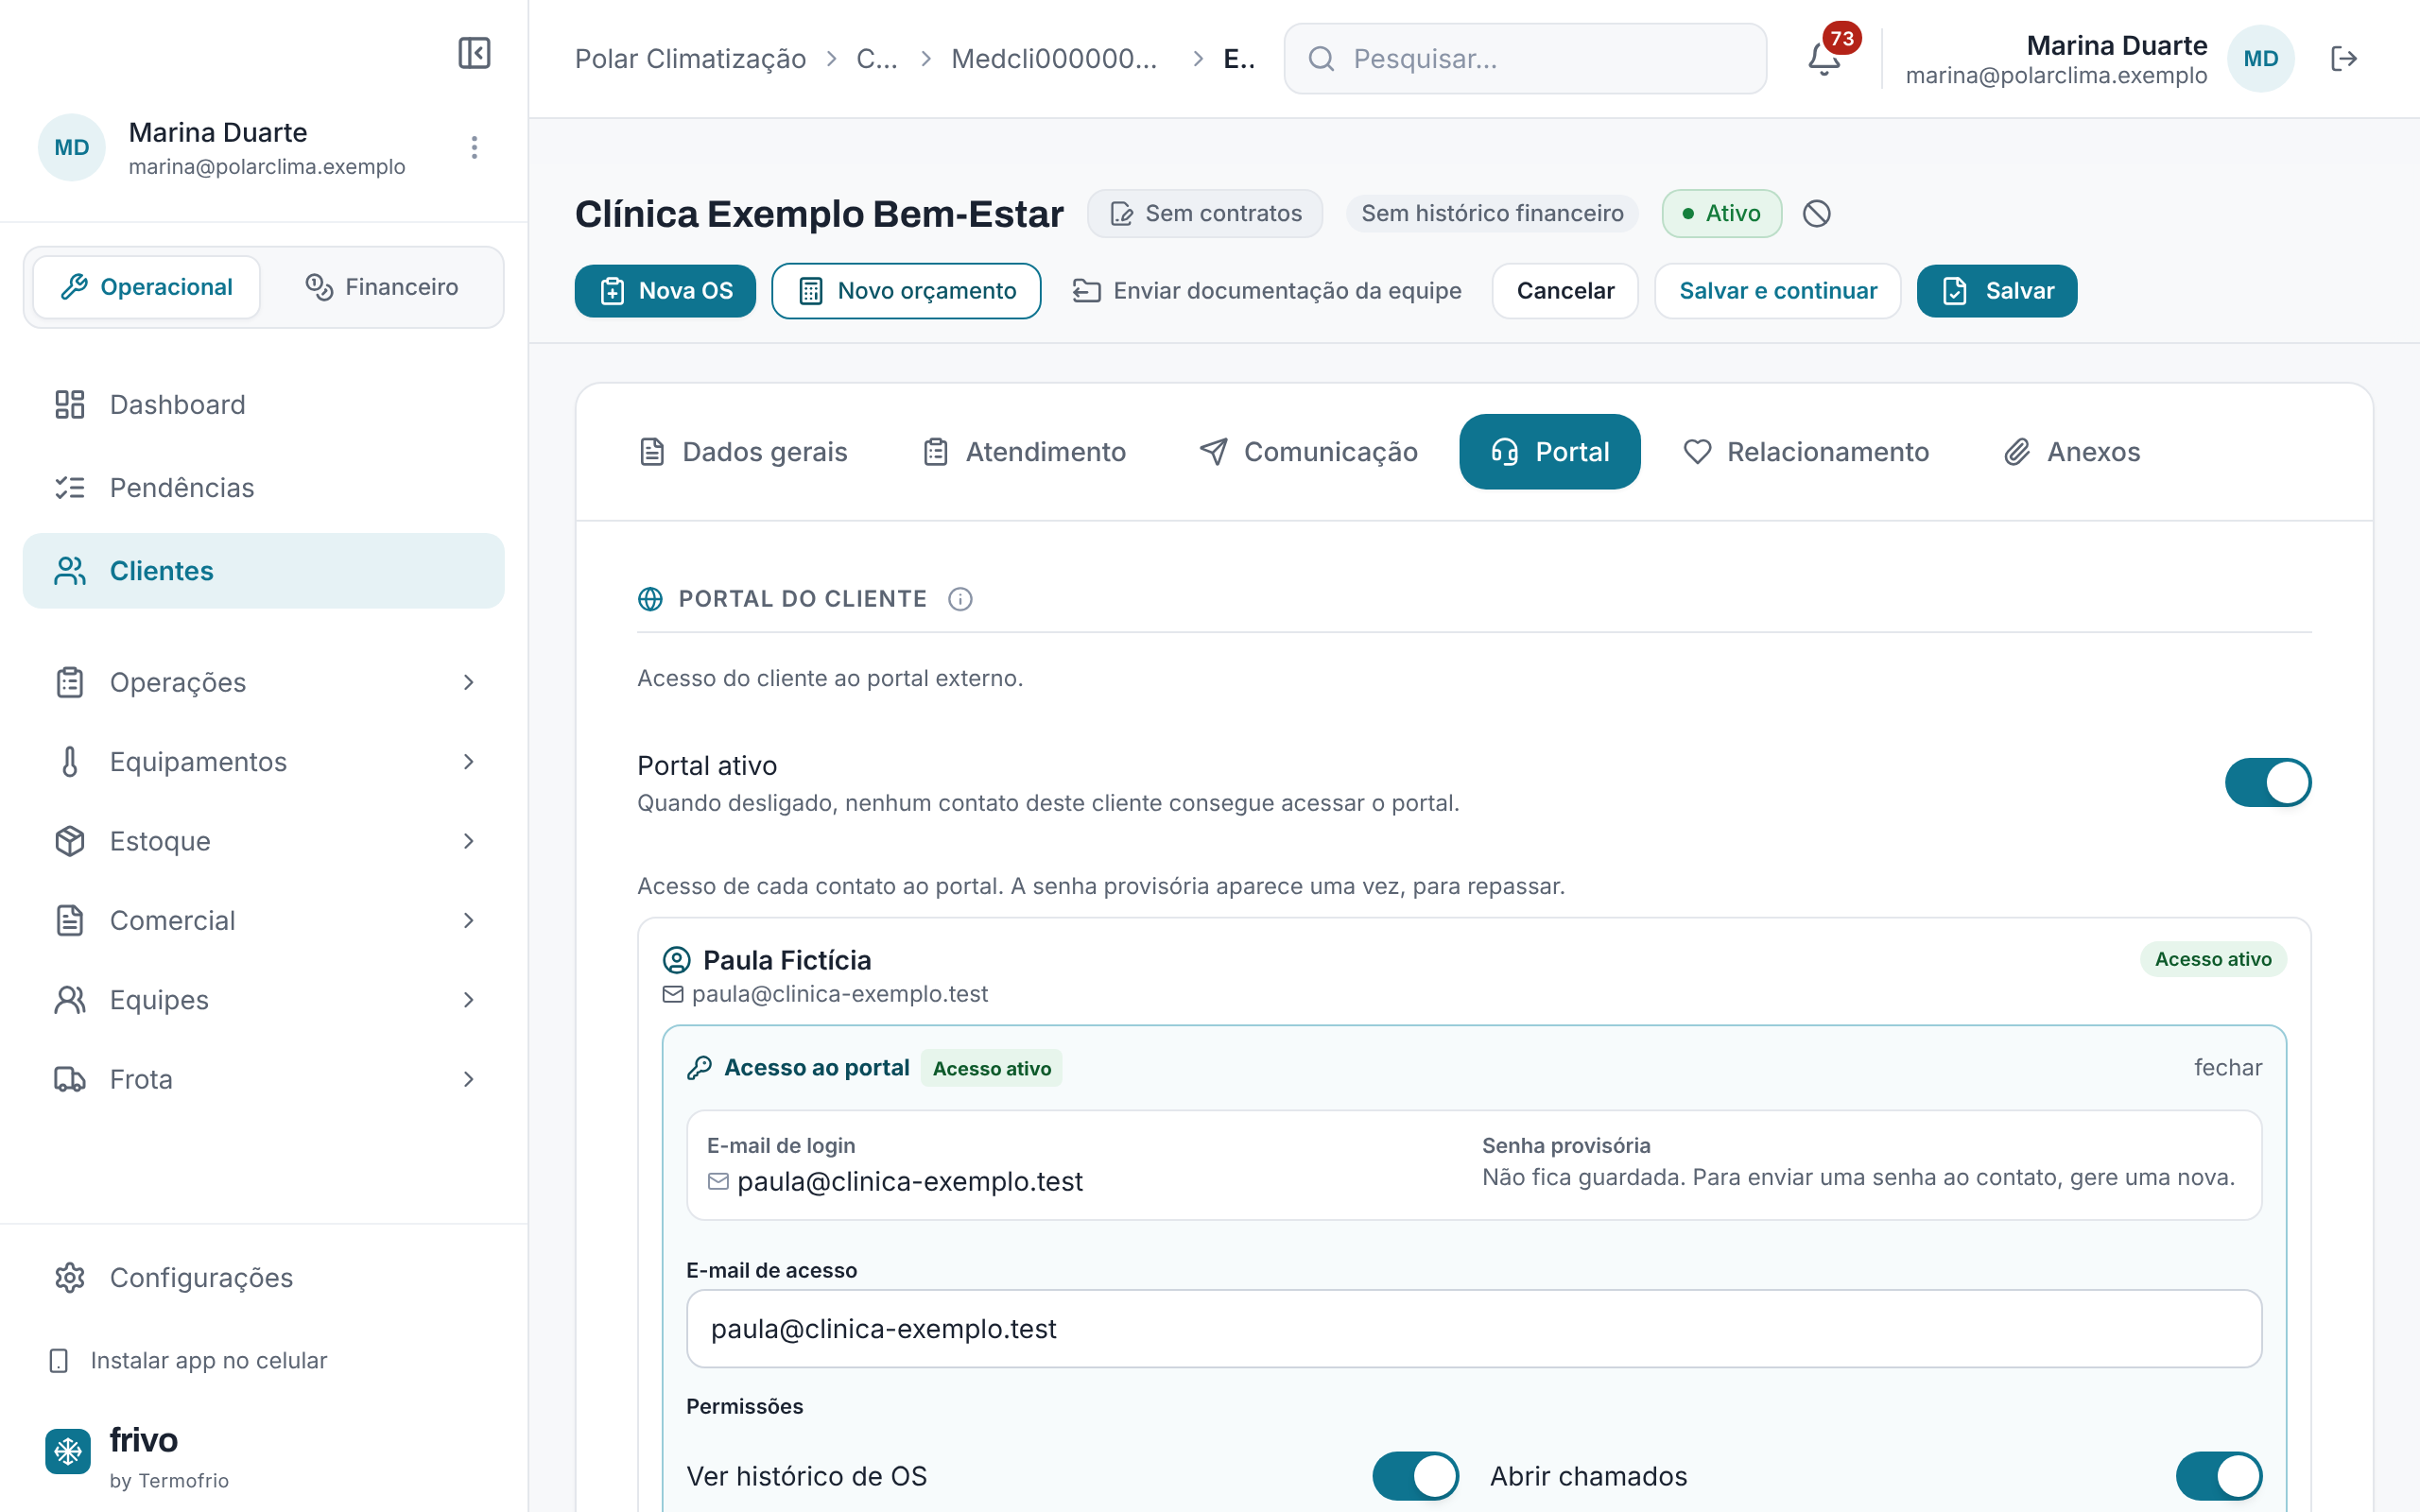 Polar Climatização > C... > Medcli000000... > E..
Pesquisar...
73
Marina Duarte
marina@polarclima.exemplo
MD
MD
Marina Duarte
marina@polarclima.exemplo
Operacional
Financeiro
Dashboard
Pendências
Clientes
Operações
Equipamentos
Estoque
Comercial
Equipes
Frota
Configurações
Instalar app no celular
frivo
by Termofrio
Clínica Exemplo Bem-Estar
Sem contratos
Sem histórico financeiro
Ativo
Nova OS
Novo orçamento
Enviar documentação da equipe
Cancelar
Salvar e continuar
Salvar
Dados gerais
Atendimento
Comunicação
Portal
Relacionamento
Anexos
PORTAL DO CLIENTE
Acesso do cliente ao portal externo.
Portal ativo
Quando desligado, nenhum contato deste cliente consegue acessar o portal.
Acesso de cada contato ao portal. A senha provisória aparece uma vez, para repassar.
Paula Fictícia
Acesso ativo
paula@clinica-exemplo.test
Acesso ao portal
Acesso ativo
fechar
E-mail de login
paula@clinica-exemplo.test
Senha provisória
Não fica guardada. Para enviar uma senha ao contato, gere uma nova.
E-mail de acesso
paula@clinica-exemplo.test
Permissões
Ver histórico de OS
Abrir chamados